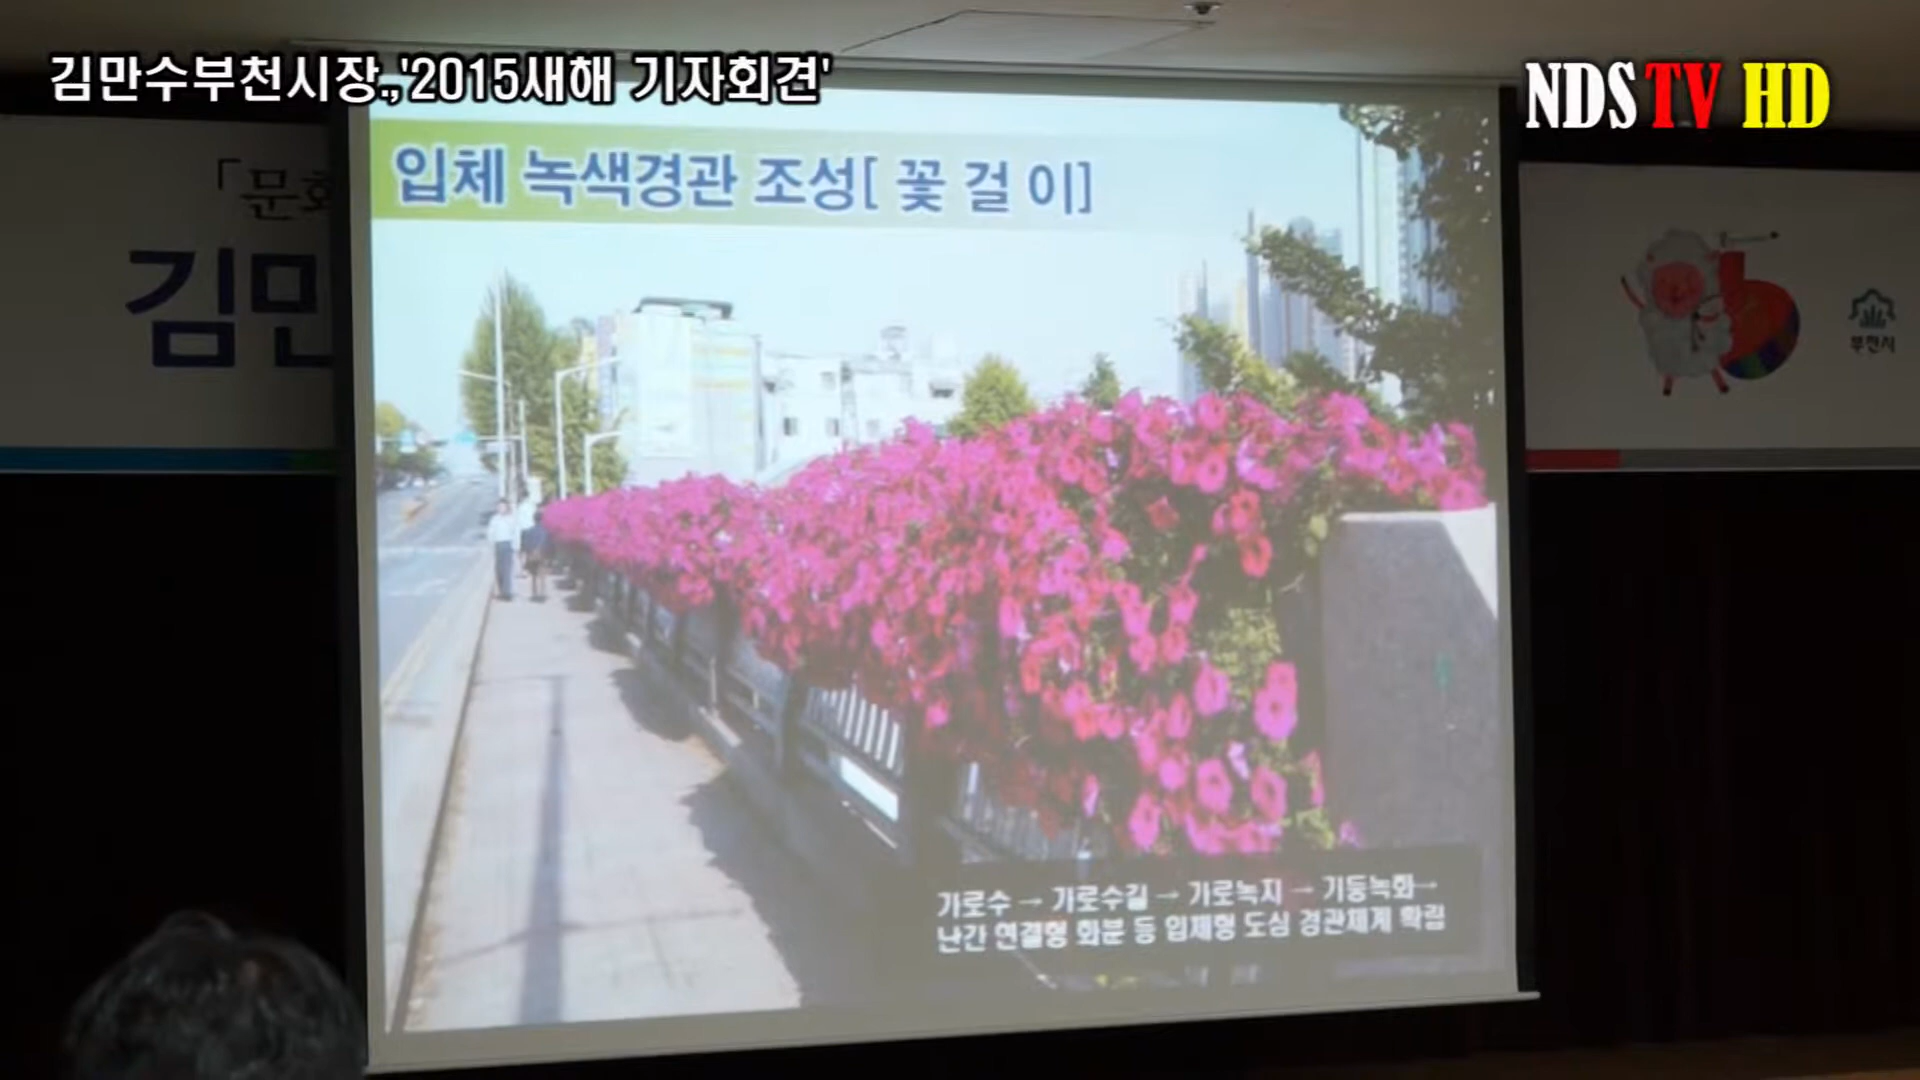 김만수부천시장.,'2015새해 기자회견'
NDS TV HD
「문화
김만
입체 녹색경관 조성[ 꽃 걸 이]
부천시
가로수 → 가로수길 → 가로녹지 → 기둥녹화→
난간 연결형 화분 등 입체형 도심 경관체계 확립